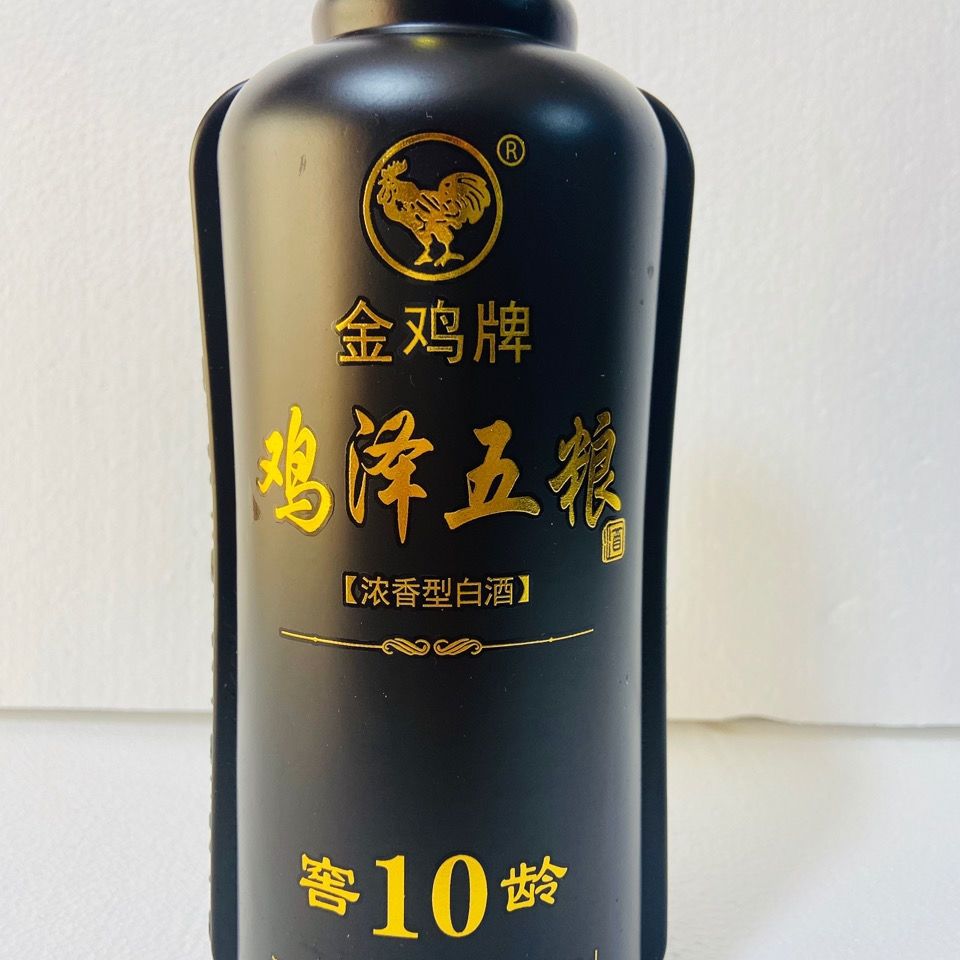 ®
金鸡牌
鸡泽五粮
酒
【浓香型白酒】
窖10龄